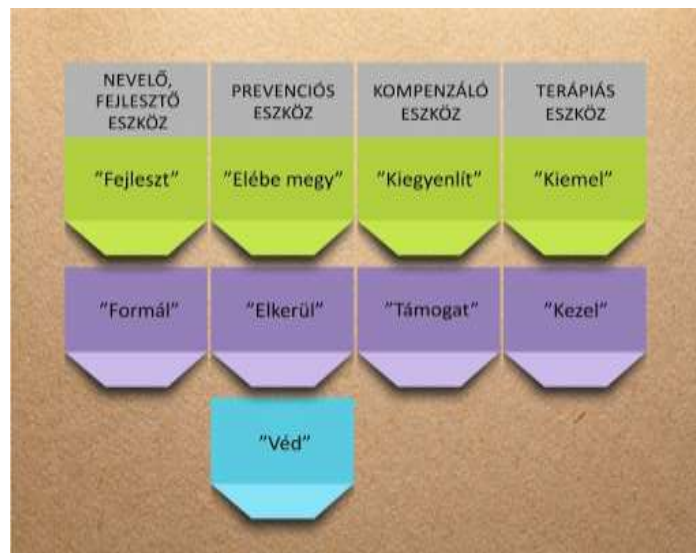 NEVELŐ,
FEJLESZTŐ
ESZKÖZ
PREVENCIÓS
ESZKÖZ
KOMPENZÁLÓ
ESZKÖZ
TERÁPIÁS
ESZKÖZ
"Fejleszt"
"Elébe megy"
"Kiegyenlít"
"Kiemel"
"Formál"
"Elkerül"
"Támogat"
"Kezel"
"Véd"